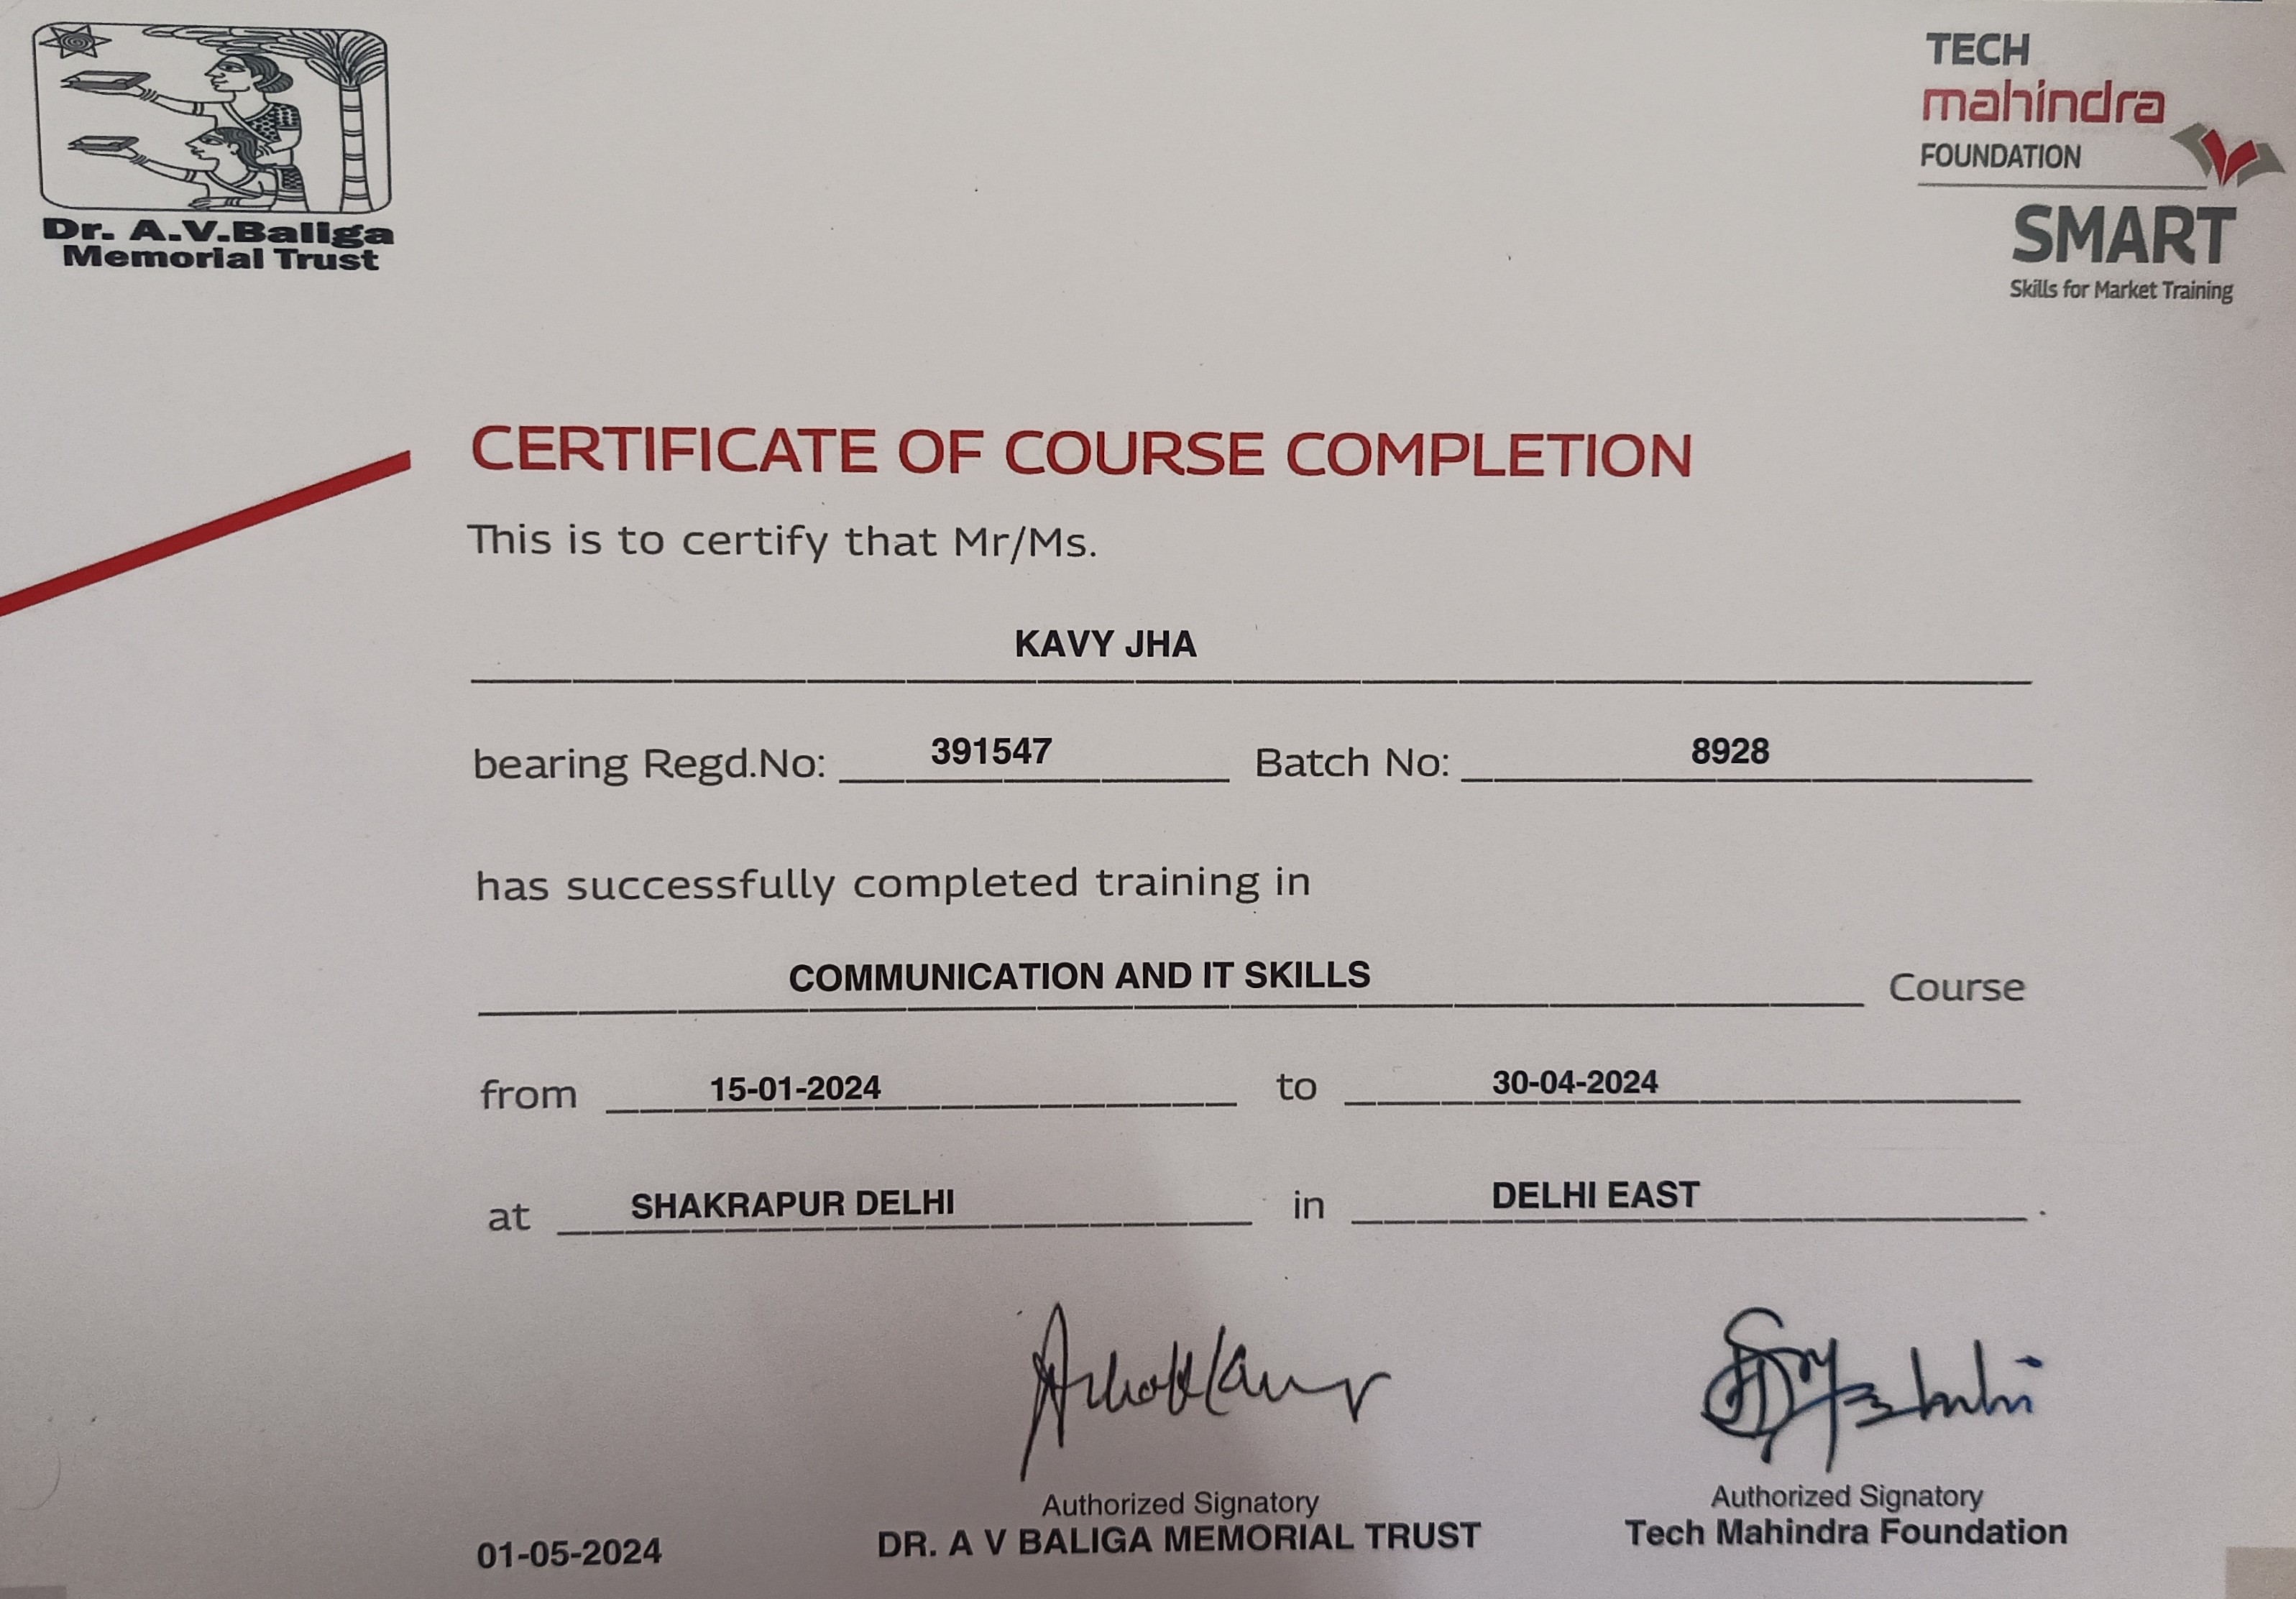 Dr. A.V.Baliga
Memorial Trust
TECH
mahindra
FOUNDATION
SMART
Skills for Market Training
CERTIFICATE OF COURSE COMPLETION
This is to certify that Mr/Ms.
KAVY JHA
bearing Regd.No: 391547 Batch No: 8928
has successfully completed training in
COMMUNICATION AND IT SKILLS Course
from 15-01-2024 to 30-04-2024
at SHAKRAPUR DELHI in DELHI EAST.
Authorized Signatory
DR. A V BALIGA MEMORIAL TRUST
Authorized Signatory
Tech Mahindra Foundation
01-05-2024